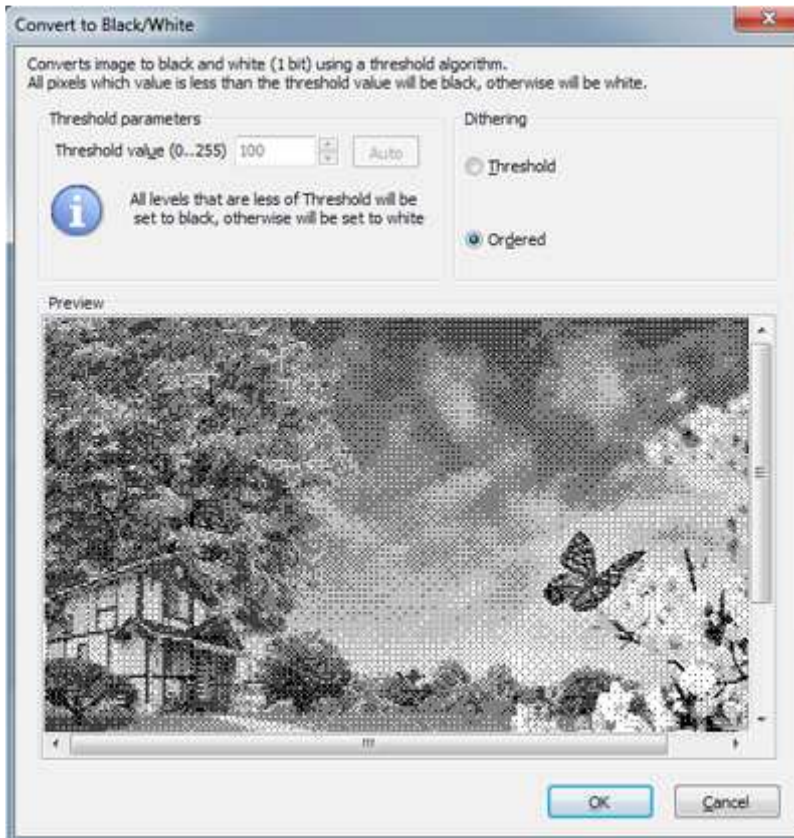 Convert to Black/White
Converts image to black and white (1 bit) using a threshold algorithm.
All pixels which value is less than the threshold value will be black, otherwise will be white.
Threshold parameters
Threshold value (0...255) 100 Auto
All levels that are less of Threshold will be
set to black, otherwise will be set to white
Dithering
Threshold
Ordered
Preview
OK Cancel